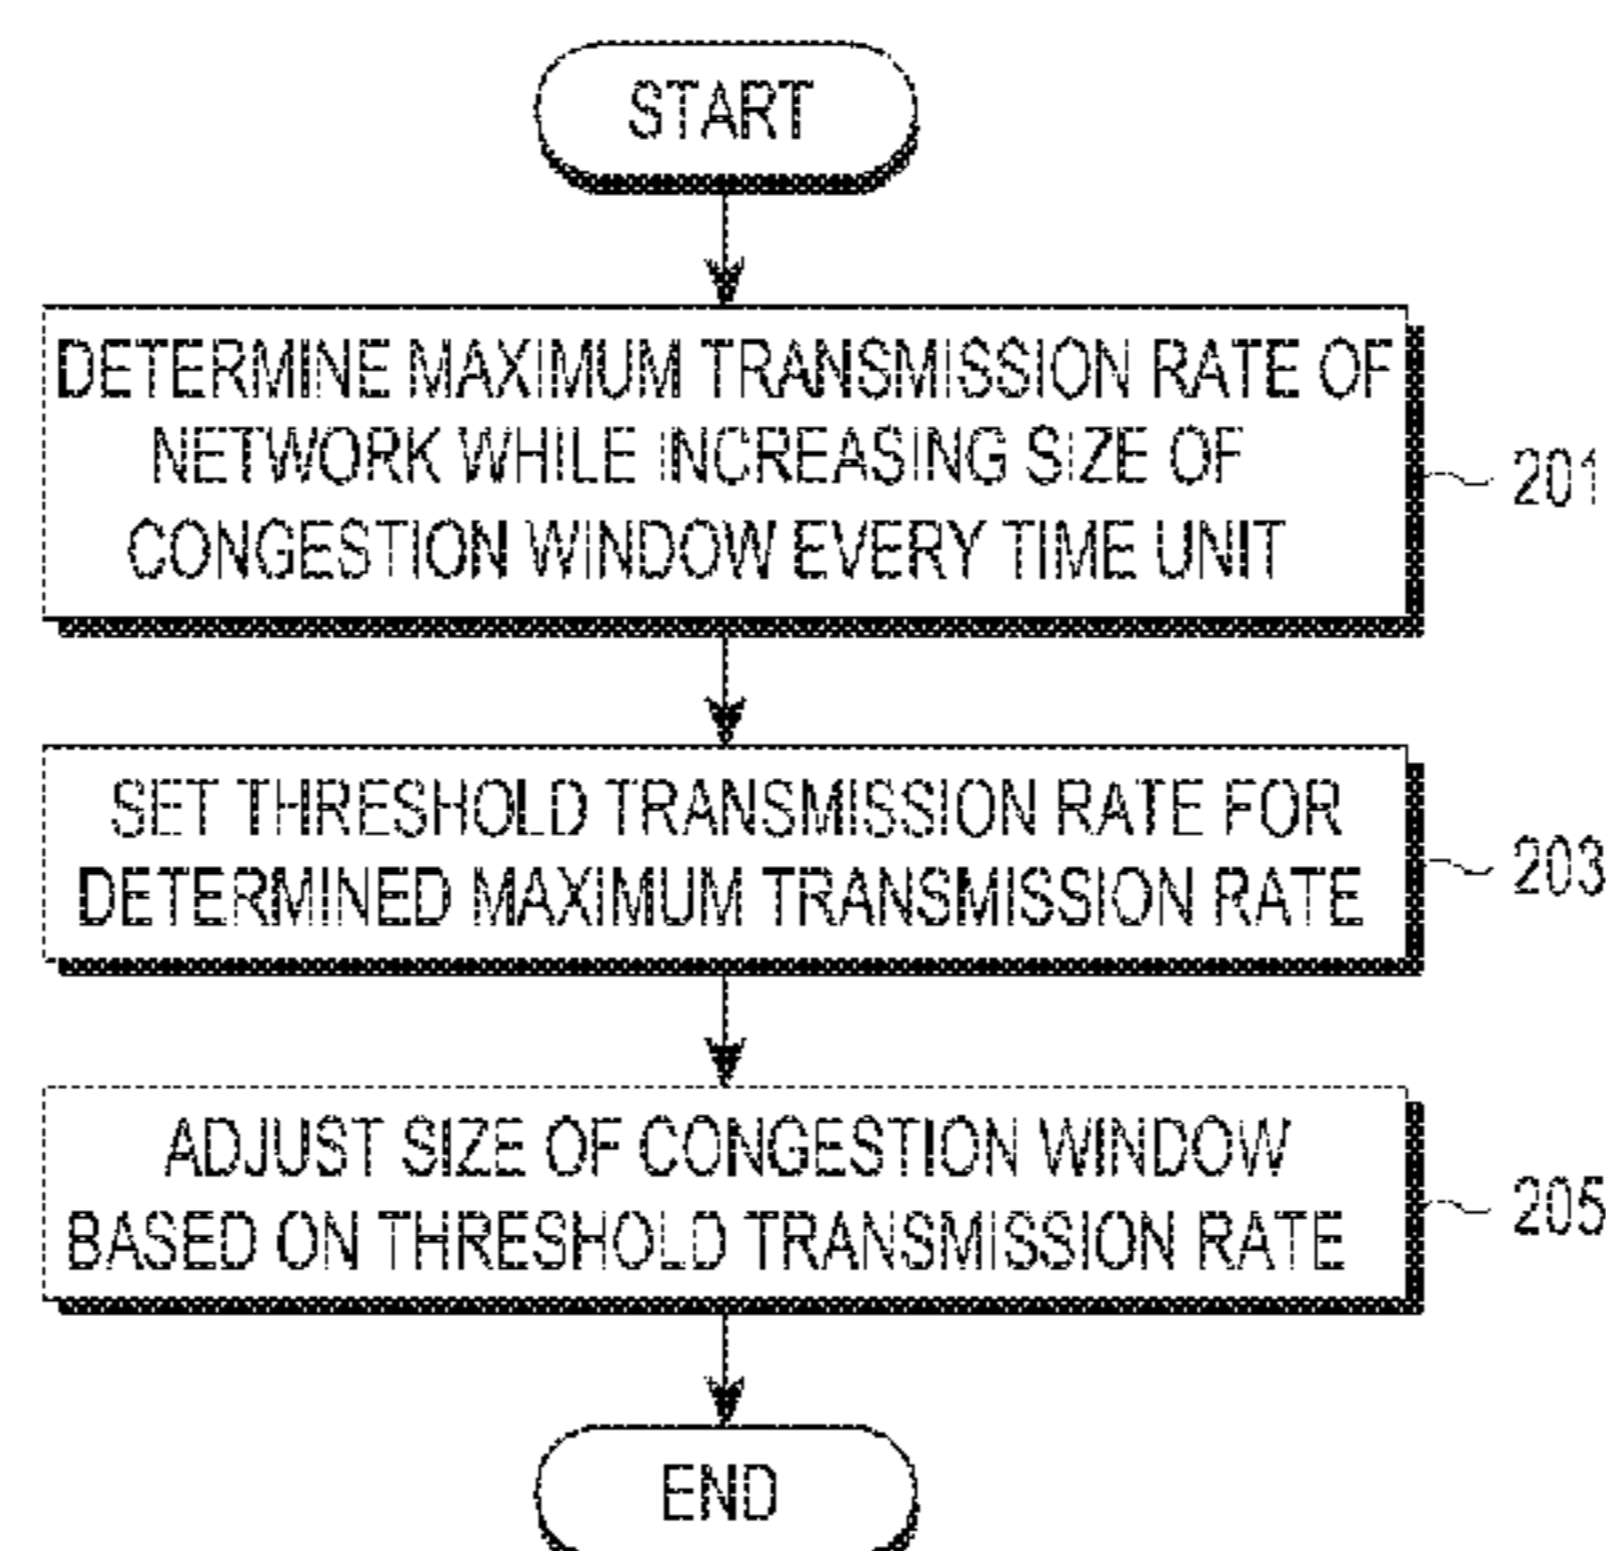 START
DETERMINE MAXIMUM TRANSMISSION RATE OF
NETWORK WHILE INCREASING SIZE OF
CONGESTION WINDOW EVERY TIME UNIT
201
SET THRESHOLD TRANSMISSION RATE FOR
DETERMINED MAXIMUM TRANSMISSION RATE
203
ADJUST SIZE OF CONGESTION WINDOW
BASED ON THRESHOLD TRANSMISSION RATE
205
END